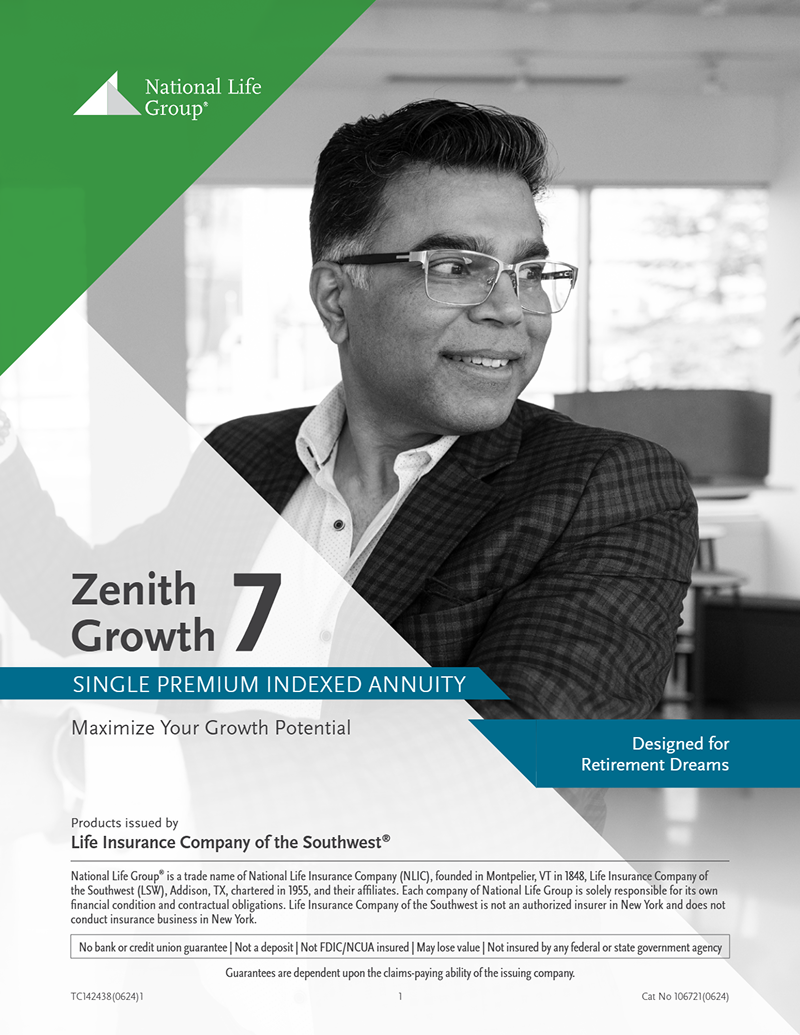 National Life
Group®
Zenith
Growth 7
SINGLE PREMIUM INDEXED ANNUITY
Maximize Your Growth Potential
Designed for
Retirement Dreams
Products issued by
Life Insurance Company of the Southwest®
National Life Group® is a trade name of National Life Insurance Company (NLIC), founded in Montpelier, VT in 1848, Life Insurance Company of
the Southwest (LSW), Addison, TX, chartered in 1955, and their affiliates. Each company of National Life Group is solely responsible for its own
financial condition and contractual obligations. Life Insurance Company of the Southwest is not an authorized insurer in New York and does not
conduct insurance business in New York.
No bank or credit union guarantee | Not a deposit | Not FDIC/NCUA insured | May lose value | Not insured by any federal or state government agency
Guarantees are dependent upon the claims-paying ability of the issuing company.
TC142438(0624)1
1
Cat No 106721(0624)